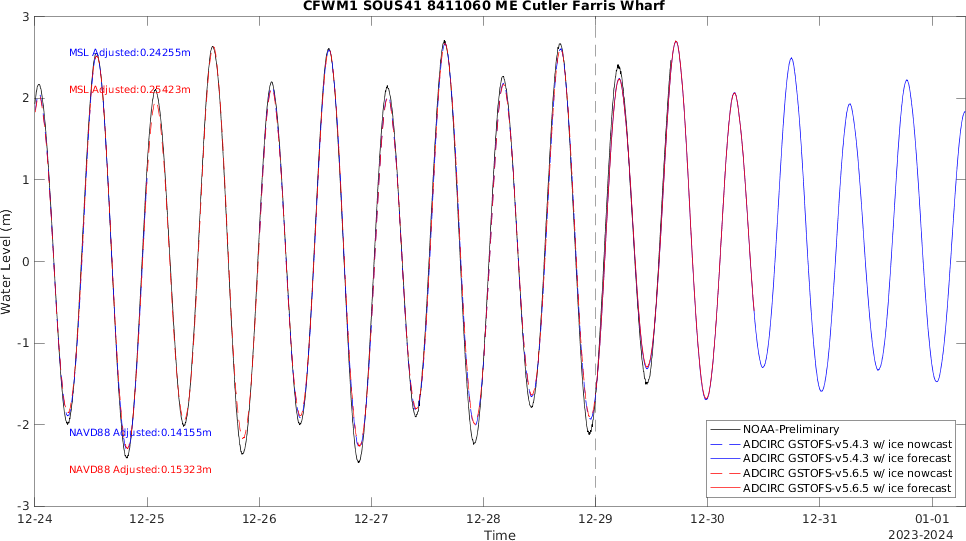 CFWM1 SOUS41 8411060 ME Cutler Farris Wharf
3
2
1
0
-1
-2
-3
Water Level (m)
MSL Adjusted:0.24255m
MSL Adjusted:0.25423m
NAVD88 Adjusted:0.14155m
NAVD88 Adjusted:0.15323m
NOAA-Preliminary
ADCIRC GSTOFS-v5.4.3 w/ ice nowcast
ADCIRC GSTOFS-v5.4.3 w/ ice forecast
ADCIRC GSTOFS-v5.6.5 w/ ice nowcast
ADCIRC GSTOFS-v5.6.5 w/ ice forecast
12-24 12-25 12-26 12-27 12-28 12-29 12-30 12-31 01-01
Time
2023-2024